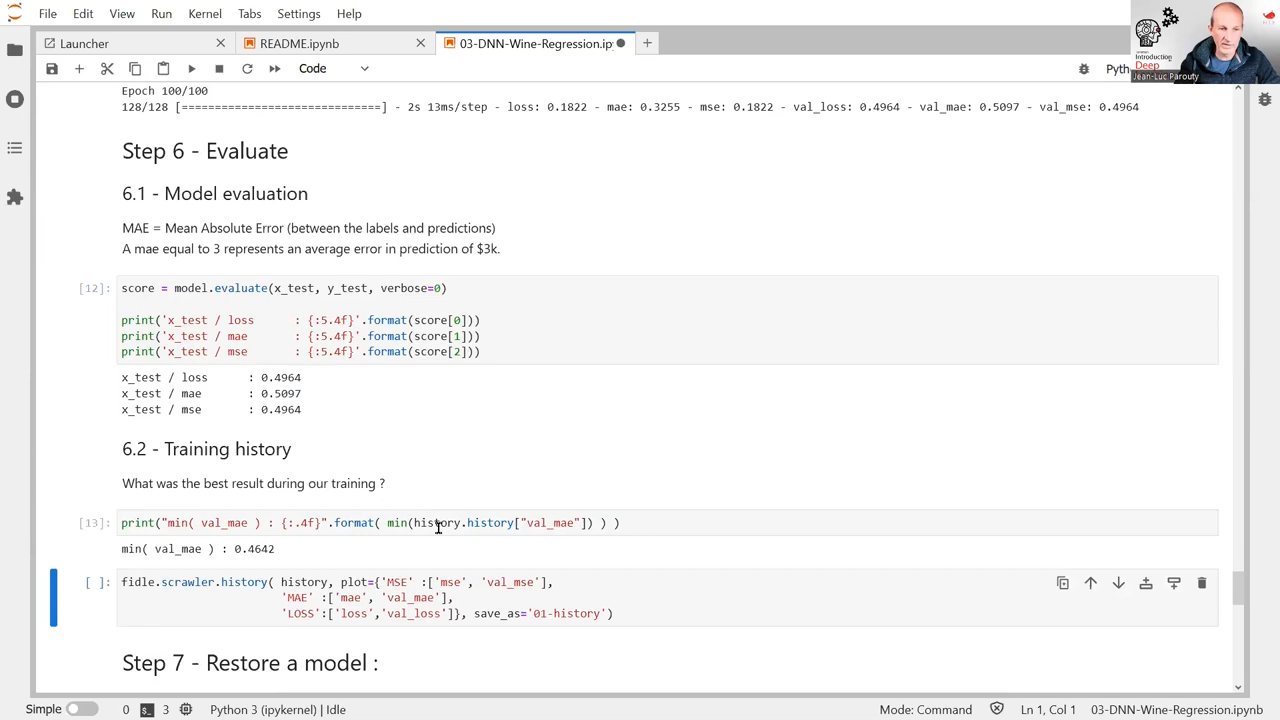 File Edit View Run Kernel Tabs Settings Help
Launcher
README.ipynb
03-DNN-Wine-Regression.ip
Code
Pyth
Introduction
Deep
Jean-Luc Parouty
Epoch 100/100
128/128 [==============================] - 2s 13ms/step - loss: 0.1822 - mae: 0.3255 - mse: 0.1822 - val_loss: 0.4964 - val_mae: 0.5097 - val_mse: 0.4964
Step 6 - Evaluate
6.1 - Model evaluation
MAE = Mean Absolute Error (between the labels and predictions)
A mae equal to 3 represents an average error in prediction of $3k.
[12]: score = model.evaluate(x_test, y_test, verbose=0)
print('x_test / loss      : {:5.4f}'.format(score[0]))
print('x_test / mae       : {:5.4f}'.format(score[1]))
print('x_test / mse       : {:5.4f}'.format(score[2]))
x_test / loss      : 0.4964
x_test / mae       : 0.5097
x_test / mse       : 0.4964
6.2 - Training history
What was the best result during our training ?
[13]: print("min( val_mae ) : {:.4f}".format( min(history.history["val_mae"]) ) )
min( val_mae ) : 0.4642
[ ]: fidle.scrawler.history( history, plot={'MSE' :['mse', 'val_mse'],
'MAE' :['mae', 'val_mae'],
'LOSS':['loss','val_loss']}, save_as='01-history')
Step 7 - Restore a model :
Simple 0 3 Python 3 (ipykernel) | Idle Mode: Command Ln 1, Col 1 03-DNN-Wine-Regression.ipynb